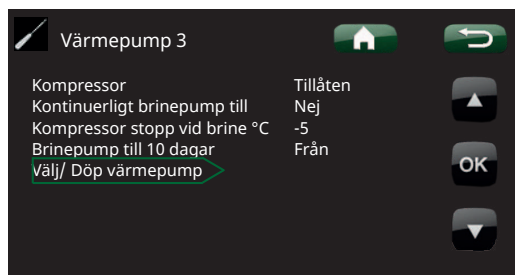 Värmepump 3
Kompressor Tillåten
Kontinuerligt brinepump till Nej
Kompressor stopp vid brine °C -5
Brinepump till 10 dagar Från
Välj/ Döp värmepump
OK